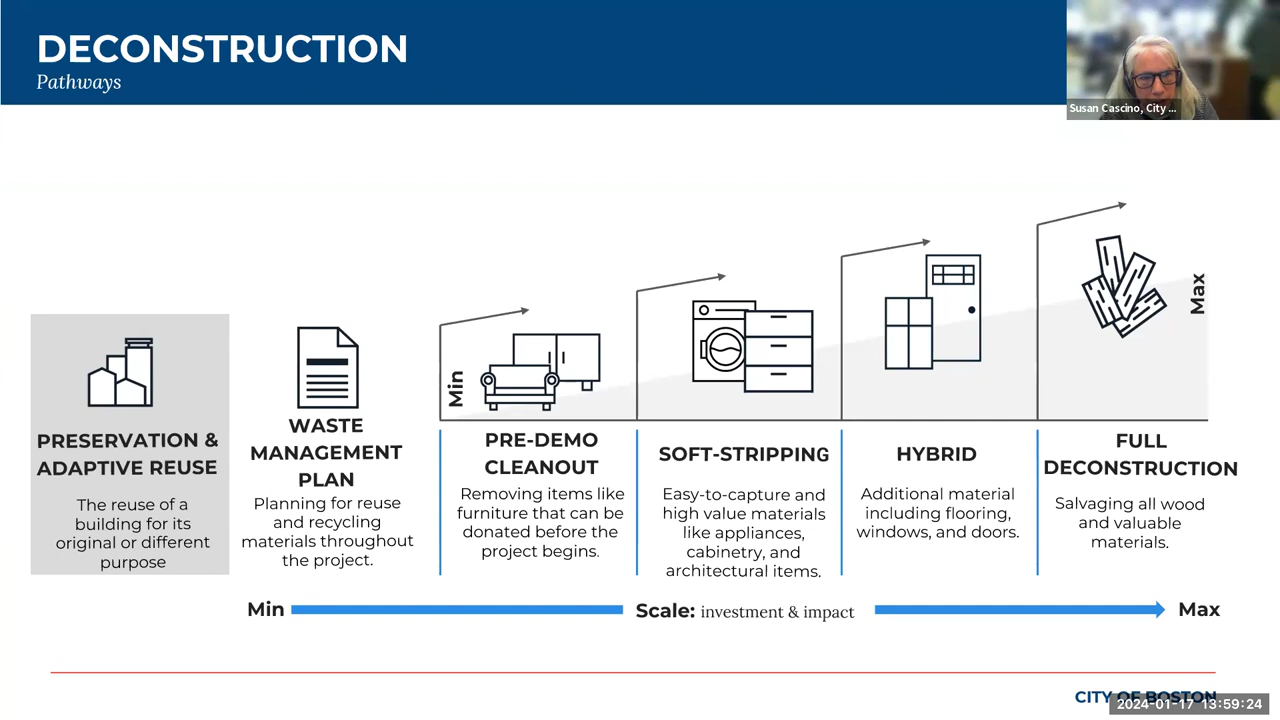 DECONSTRUCTION
Pathways
Susan Cascino, City ...
Min
Max
PRESERVATION &
ADAPTIVE REUSE
The reuse of a
building for its
original or different
purpose
WASTE
MANAGEMENT
PLAN
Planning for reuse
and recycling
materials throughout
the project.
PRE-DEMO
CLEANOUT
Removing items like
furniture that can be
donated before the
project begins.
SOFT-STRIPPING
Easy-to-capture and
high value materials
like appliances,
cabinetry, and
architectural items.
HYBRID
Additional material
including flooring,
windows, and doors.
FULL
DECONSTRUCTION
Salvaging all wood
and valuable
materials.
Min
Scale: investment & impact
Max
CITY OF BOSTON
2024-01-17 13:59:24